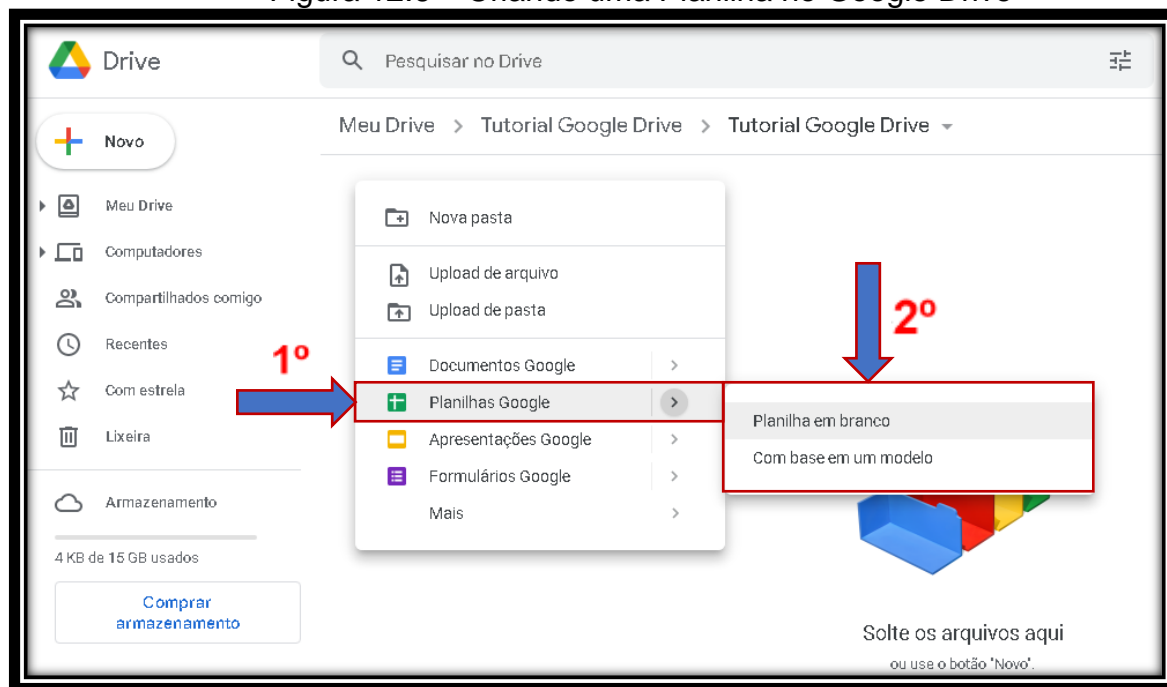 Drive
Pesquisar no Drive
Novo
Meu Drive > Tutorial Google Drive > Tutorial Google Drive
Meu Drive
Computadores
Compartilhados comigo
Recentes
Com estrela
Lixeira
Armazenamento
4 KB de 15 GB usados
Comprar
armazenamento
Nova pasta
Upload de arquivo
Upload de pasta
1º
Documentos Google
Planilhas Google
Apresentações Google
Formulários Google
Mais
2º
Planilha em branco
Com base em um modelo
Solte os arquivos aqui
ou use o botão "Novo".